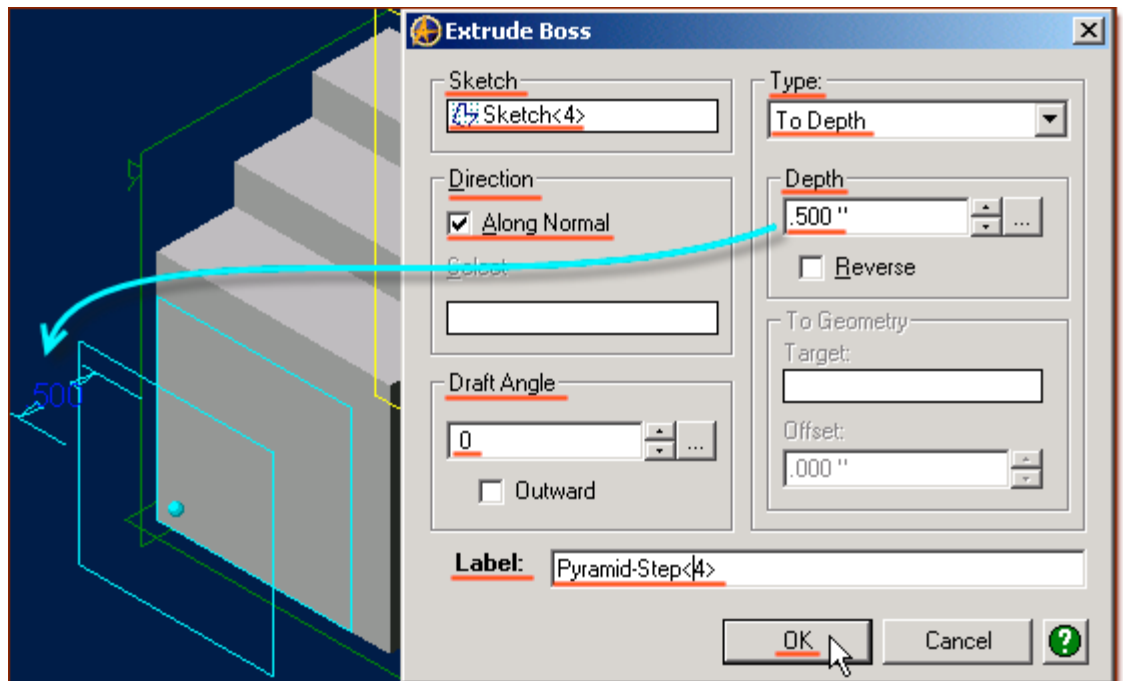 Extrude Boss
Sketch
Sketch<4>
Direction
Along Normal
Select
Draft Angle
0
Outward
Type:
To Depth
Depth
.500 "
...
Reverse
To Geometry
Target:
Offset:
.000 "
...
Label:
Pyramid-Step<4>
OK
Cancel
?
.500